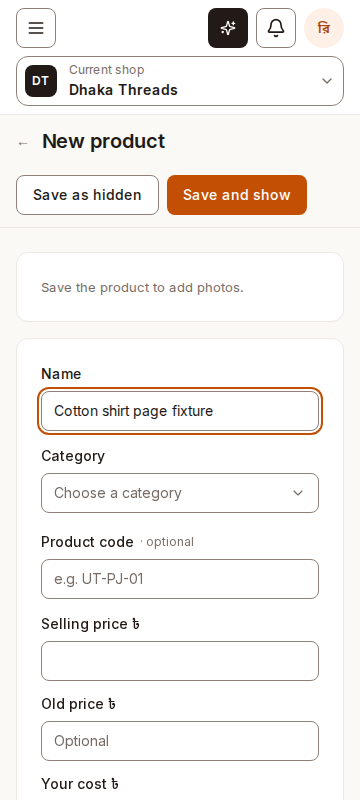 রি
DT
Current shop
Dhaka Threads
← New product
Save as hidden
Save and show
Save the product to add photos.
Name
Cotton shirt page fixture
Category
Choose a category
Product code · optional
e.g. UT-PJ-01
Selling price ৳
Old price ৳
Optional
Your cost ৳